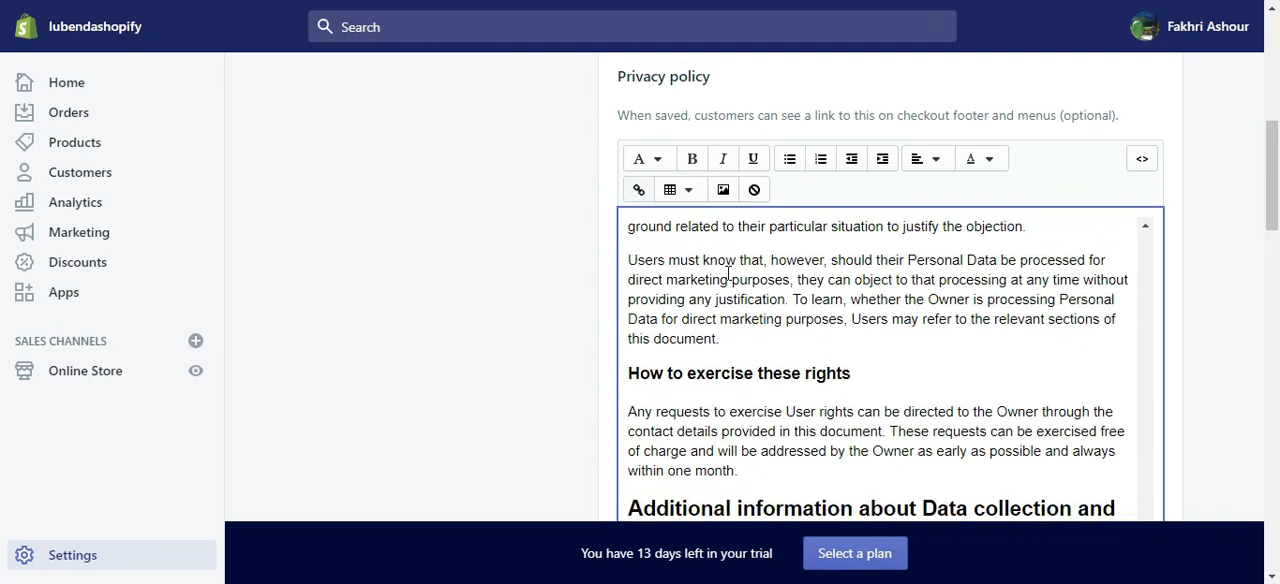 lubendashopify
Search
Fakhri Ashour
Home
Orders
Products
Customers
Analytics
Marketing
Discounts
Apps
SALES CHANNELS
Online Store
Settings
Privacy policy
When saved, customers can see a link to this on checkout footer and menus (optional).
A B I U A <>
ground related to their particular situation to justify the objection.
Users must know that, however, should their Personal Data be processed for
direct marketing purposes, they can object to that processing at any time without
providing any justification. To learn, whether the Owner is processing Personal
Data for direct marketing purposes, Users may refer to the relevant sections of
this document.
How to exercise these rights
Any requests to exercise User rights can be directed to the Owner through the
contact details provided in this document. These requests can be exercised free
of charge and will be addressed by the Owner as early as possible and always
within one month.
Additional information about Data collection and
You have 13 days left in your trial
Select a plan